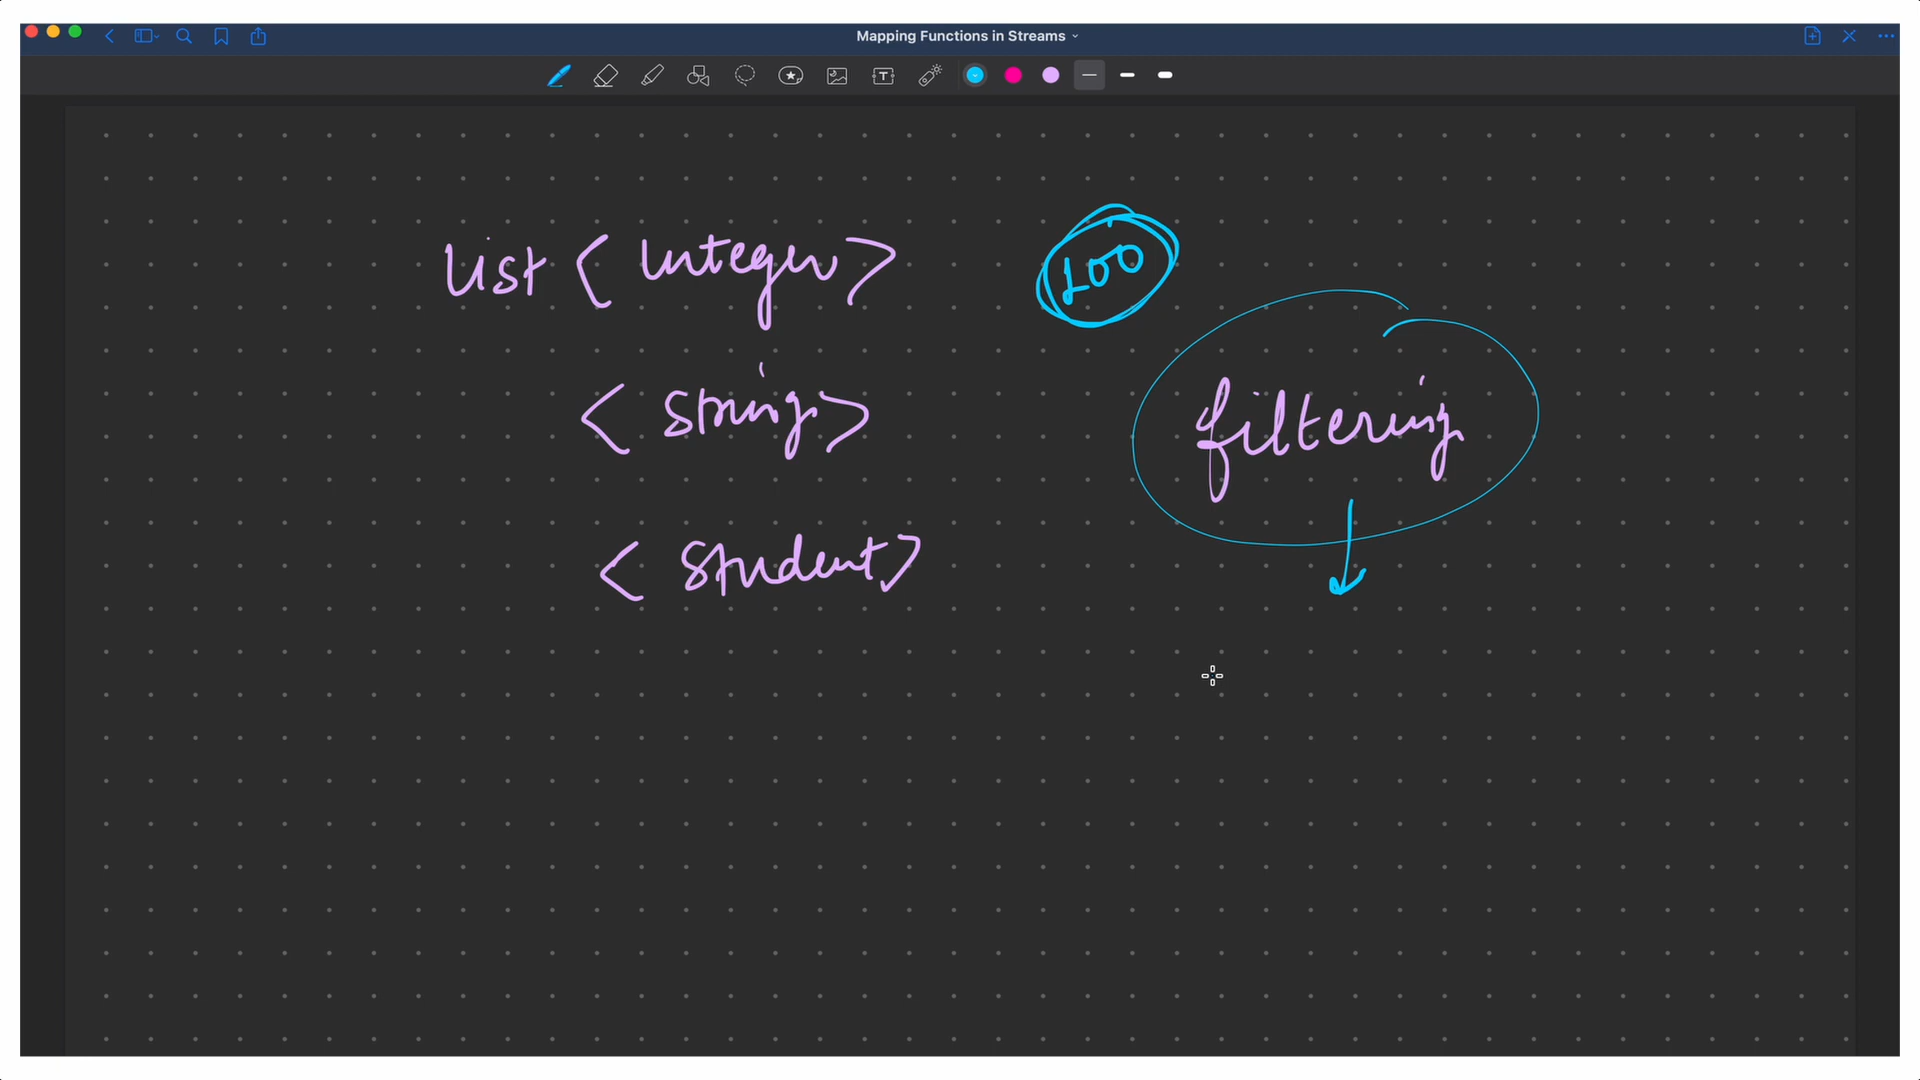 Mapping Functions in Streams
List < Integer >
100
< String >
filtering
< Student >